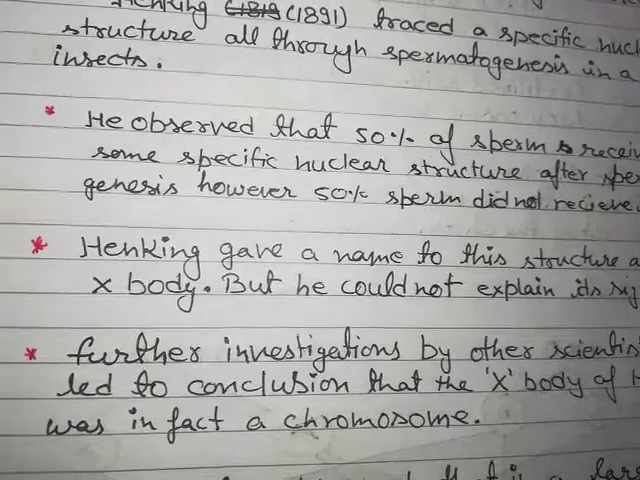 Henking (1891) traced a specific
structure all through spermatogenesis in a
insects.
* He observed that 50% of sperm
some specific nuclear structure after
genesis however 50% sperm did not recieve.
* Henking gave a name to this structure a
X body. But he could not explain its
* further investigations by other
led to conclusion that the 'X' body of
was in fact a chromosome.